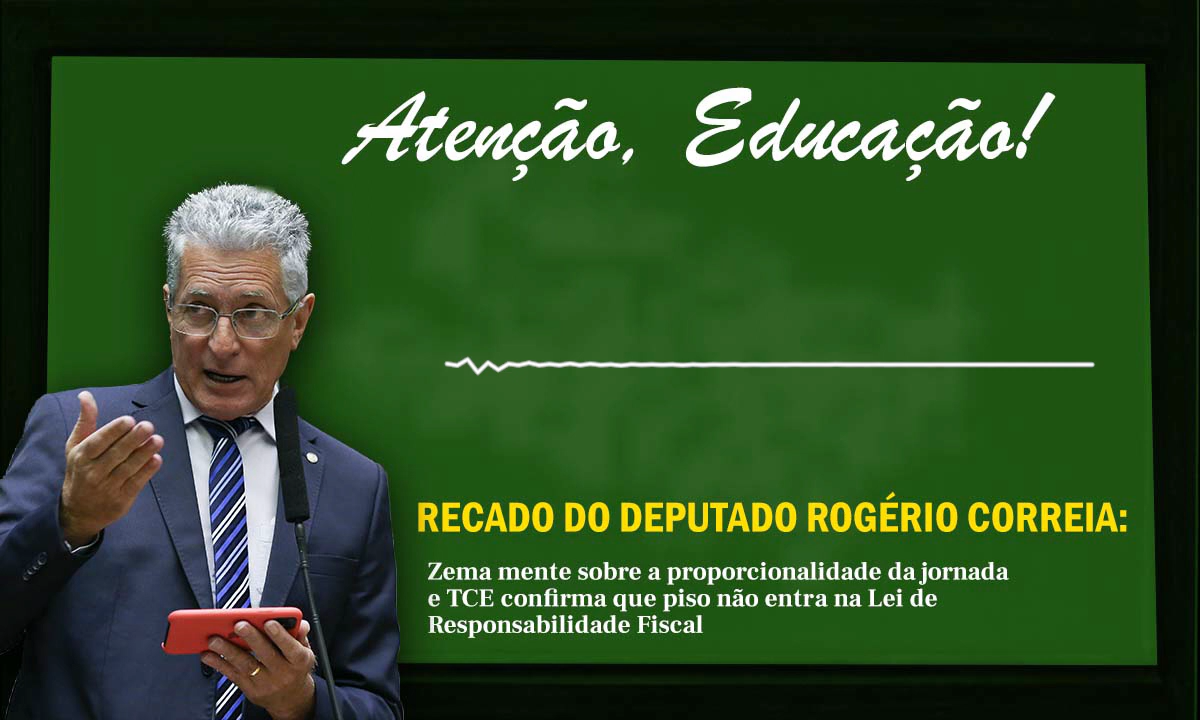 Atenção, Educação!
RECADO DO DEPUTADO ROGÉRIO CORREIA:
Zema mente sobre a proporcionalidade da jornada
e TCE confirma que piso não entra na Lei de
Responsabilidade Fiscal